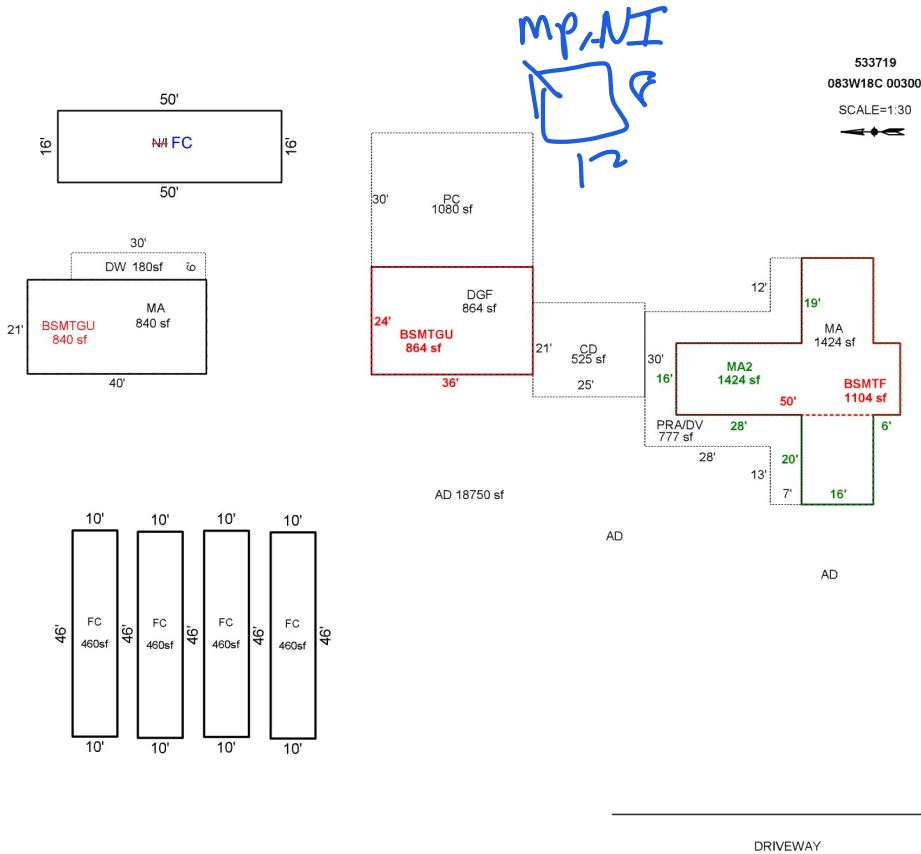 mp, NI
8
12
533719
083W18C 00300
SCALE=1:30
50'
16'
N/I FC
16'
50'
30'
PC
1080 sf
30'
DW 180sf
6'
21'
MA
840 sf
BSMTGU
840 sf
40'
24'
DGF
864 sf
BSMTGU
864 sf
36'
21'
CD
525 sf
25'
30'
12'
19'
MA
1424 sf
16'
MA2
1424 sf
BSMTF
1104 sf
50'
28'
6'
PRA/DV
777 sf
28'
20'
13'
7'
16'
AD 18750 sf
AD
AD
10'
10'
10'
10'
46'
FC
460sf
46'
FC
460sf
46'
FC
460sf
46'
FC
460sf
46'
10'
10'
10'
10'
DRIVEWAY